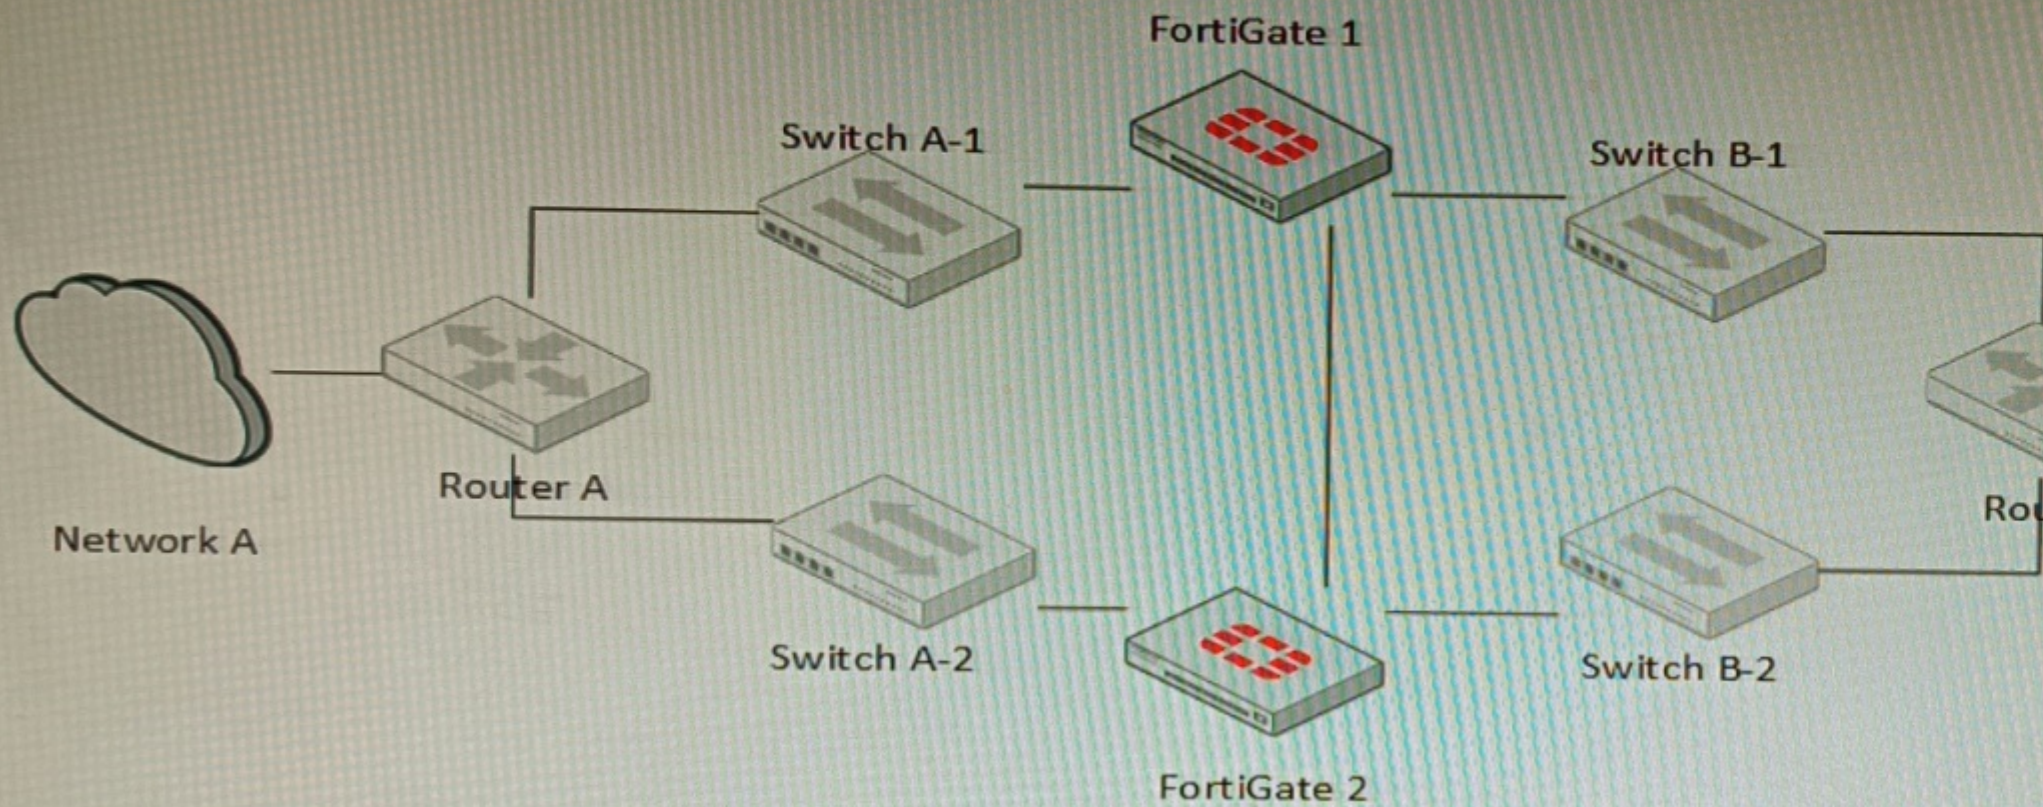 FortiGate 1
Switch A-1
Switch B-1
Router A
Network A
Switch A-2
Switch B-2
FortiGate 2